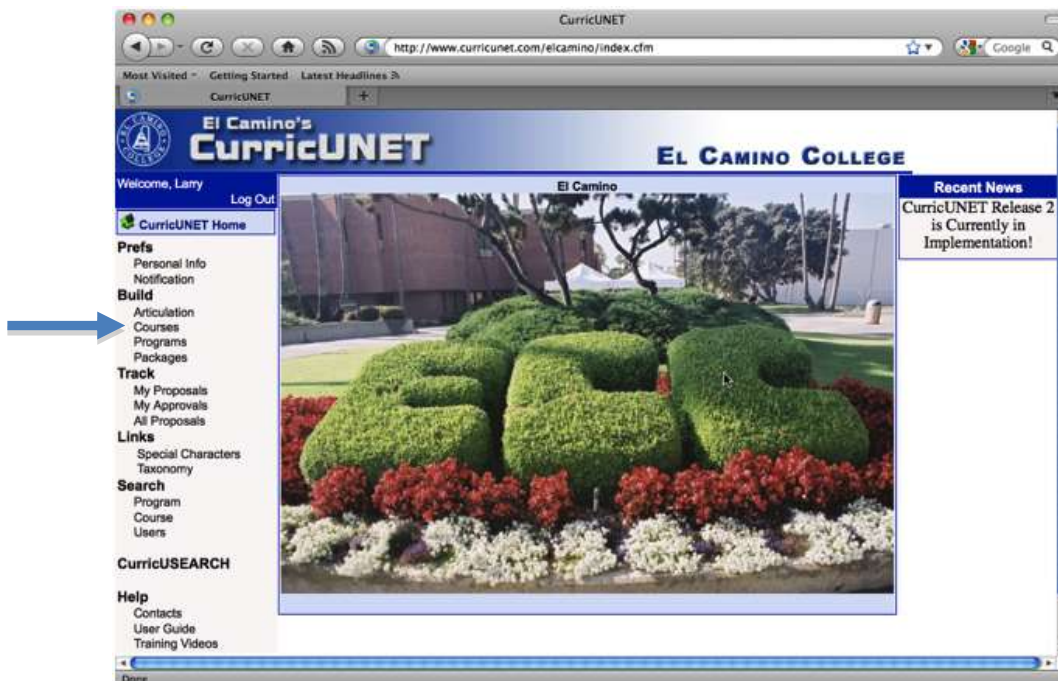 CurricUNET
http://www.curricunet.com/elcamino/index.cfm
Google
Most Visited Getting Started Latest Headlines
CurricUNET +
El Camino's
CurricUNET
EL CAMINO COLLEGE
Welcome, Larry
Log Out
El Camino
Recent News
CurricUNET Release 2
is Currently in
Implementation!
CurricUNET Home
Prefs
Personal Info
Notification
Build
Articulation
Courses
Programs
Packages
Track
My Proposals
My Approvals
All Proposals
Links
Special Characters
Taxonomy
Search
Program
Course
Users
CurricUSEARCH
Help
Contacts
User Guide
Training Videos
ECC
Done